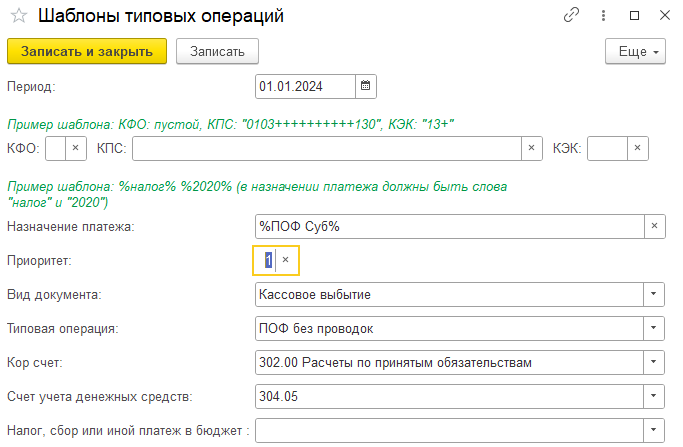 Шаблоны типовых операций
Записать и закрыть Записать Еще
Период: 01.01.2024
Пример шаблона: КФО: пустой, КПС: "0103++++++++++130", КЭК: "13+"
КФО: КПС: КЭК:
Пример шаблона: %налог% %2020% (в назначении платежа должны быть слова
"налог" и "2020")
Назначение платежа: %ПОФ Суб%
Приоритет: 1
Вид документа: Кассовое выбытие
Типовая операция: ПОФ без проводок
Кор счет: 302.00 Расчеты по принятым обязательствам
Счет учета денежных средств: 304.05
Налог, сбор или иной платеж в бюджет :